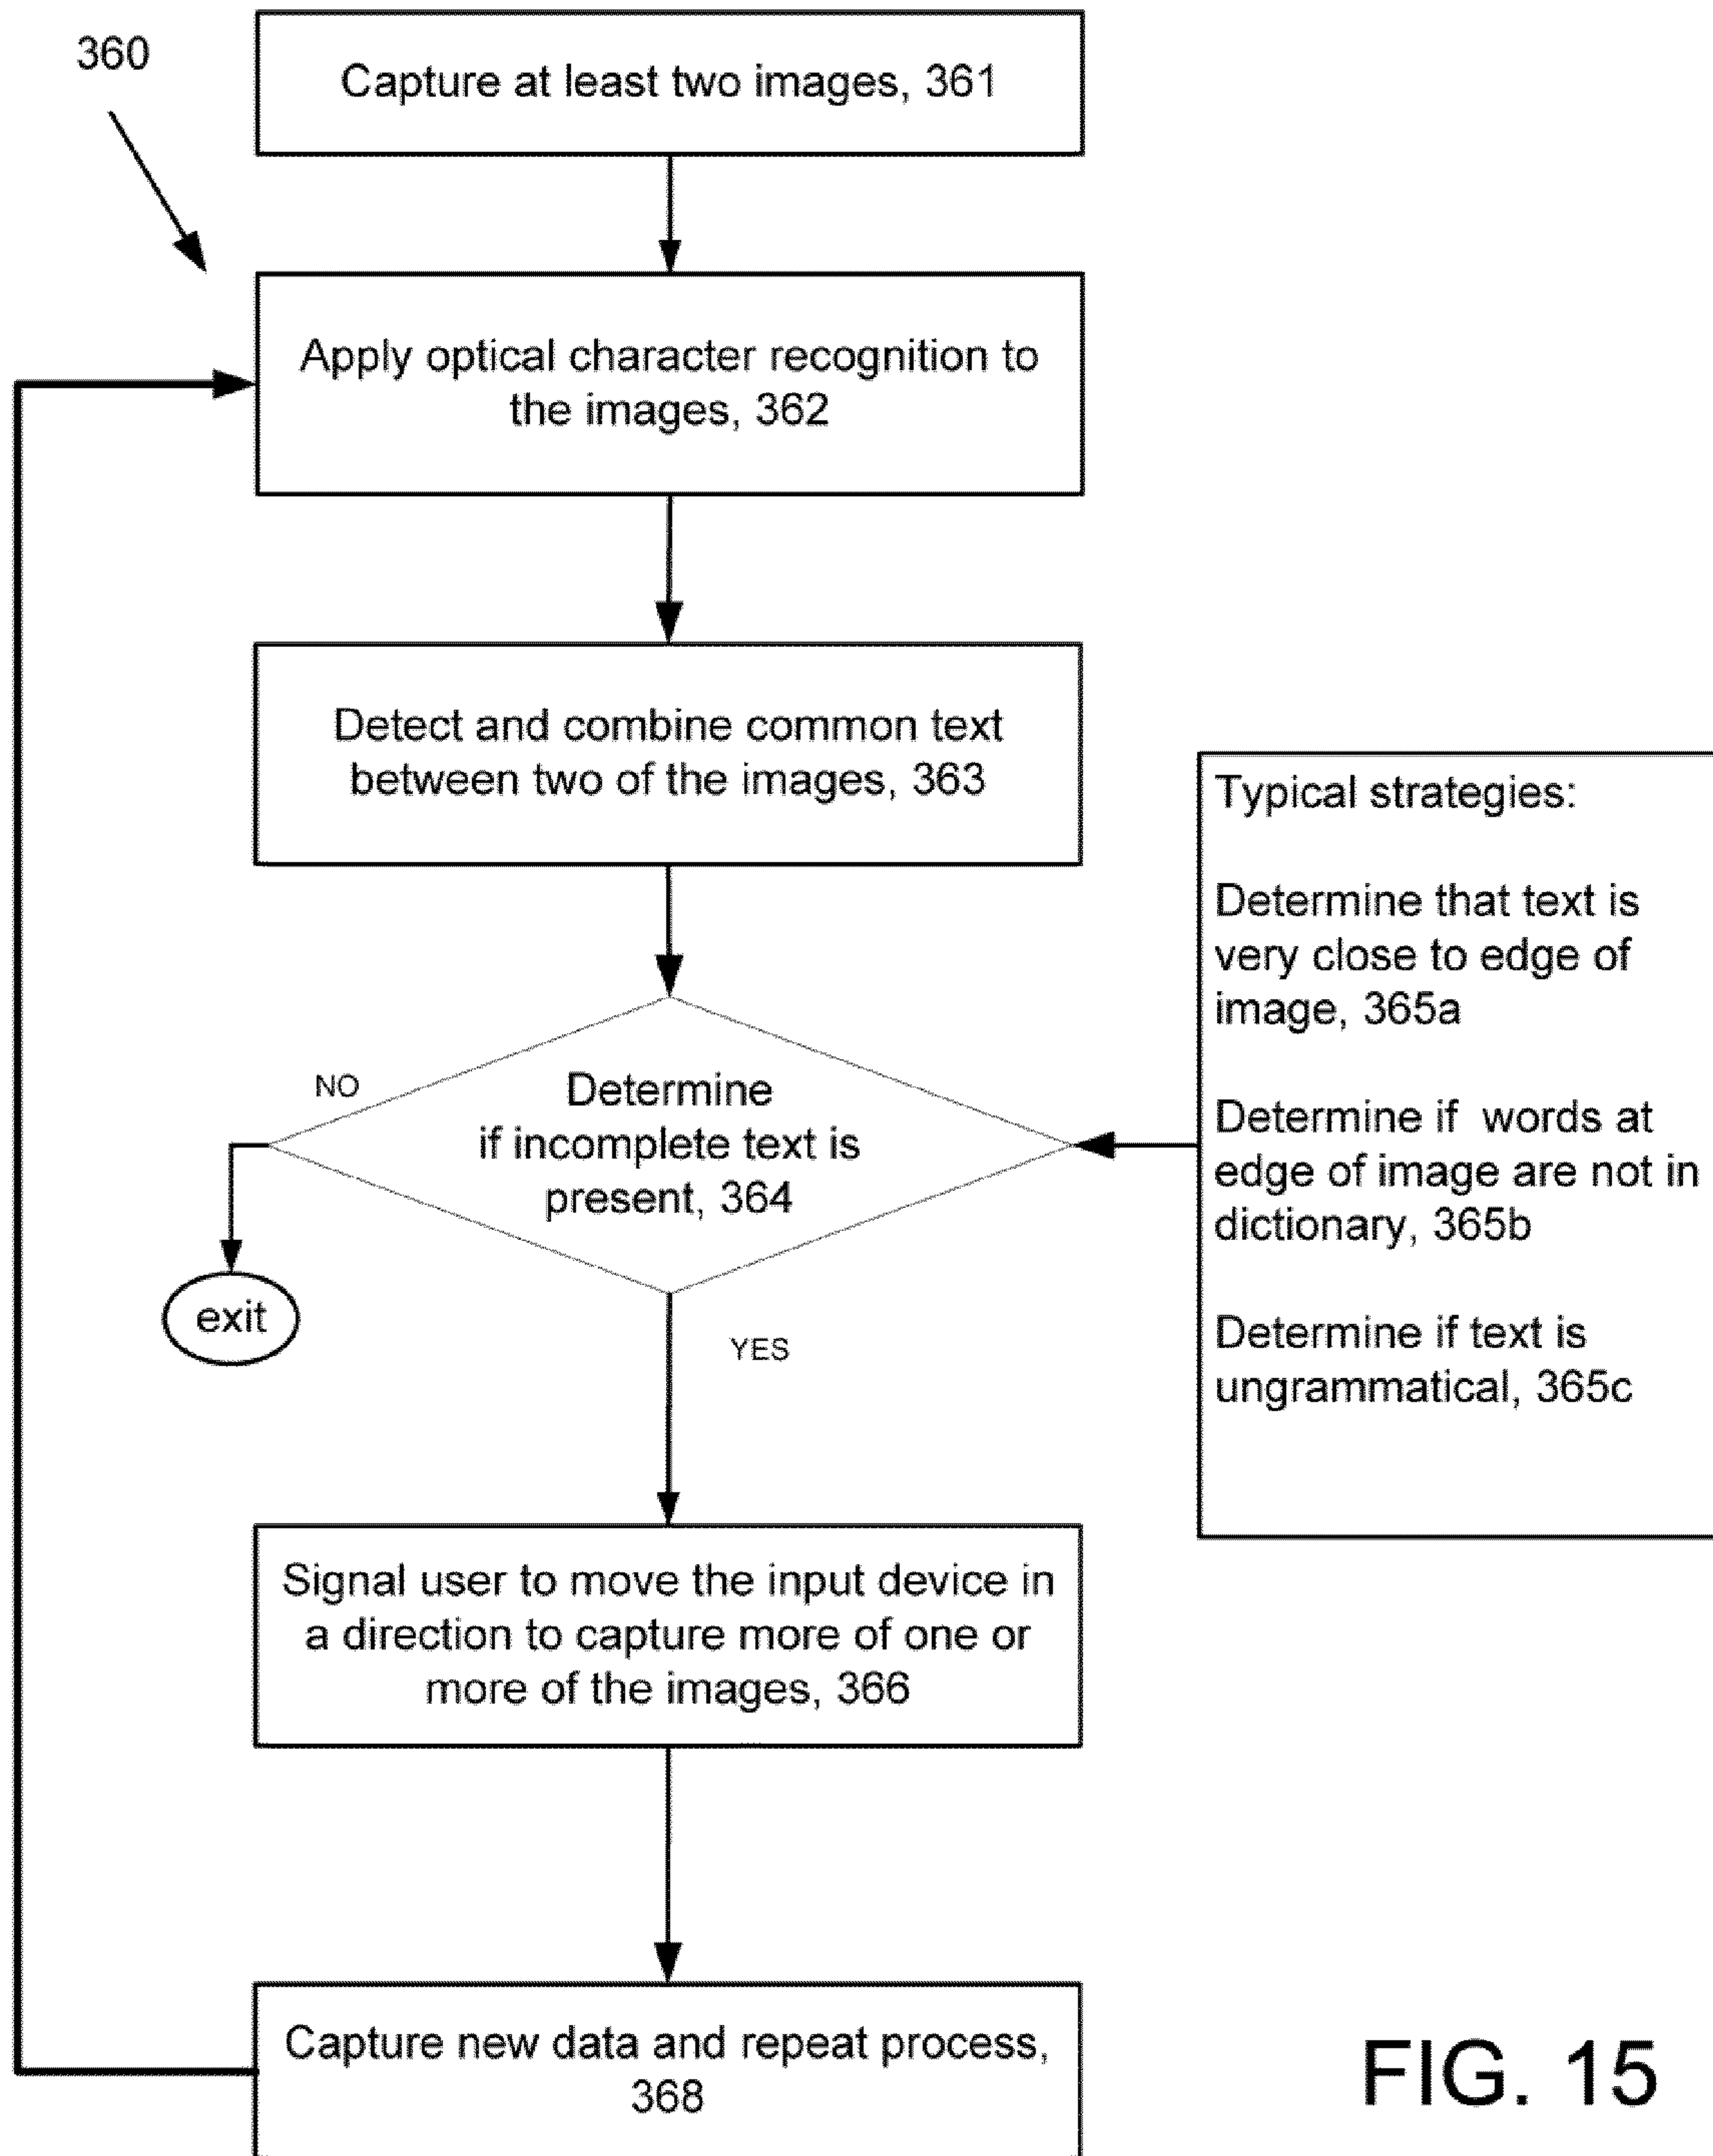 360
Capture at least two images, 361
Apply optical character recognition to
the images, 362
Detect and combine common text
between two of the images, 363
Typical strategies:
Determine that text is
very close to edge of
image, 365a
Determine if  words at
edge of image are not in
dictionary, 365b
Determine if text is
ungrammatical, 365c
NO
Determine
if incomplete text is
present, 364
exit
YES
Signal user to move the input device in
a direction to capture more of one or
more of the images, 366
Capture new data and repeat process,
368
FIG. 15